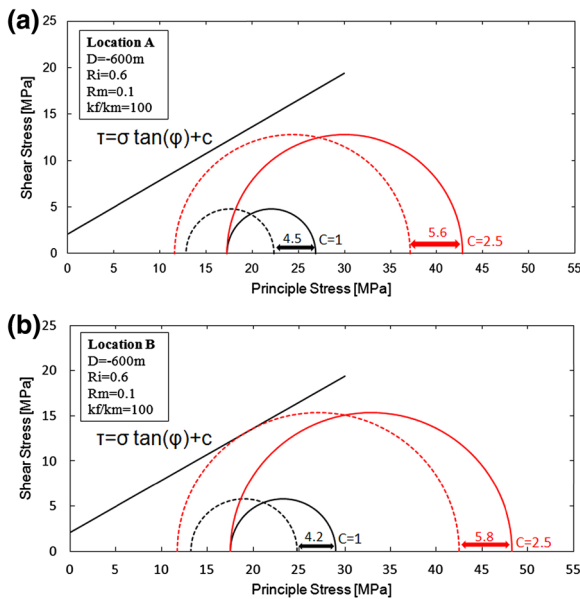 (a)
25
20
15
10
5
0
Shear Stress [MPa]
Location A
D=-600m
Ri=0.6
Rm=0.1
kf/km=100
τ=σ tan(φ)+c
4.5
C=1
5.6
C=2.5
0 5 10 15 20 25 30 35 40 45 50 55
Principle Stress [MPa]
(b)
25
20
15
10
5
0
Shear Stress [MPa]
Location B
D=-600m
Ri=0.6
Rm=0.1
kf/km=100
τ=σ tan(φ)+c
4.2
C=1
5.8
C=2.5
0 5 10 15 20 25 30 35 40 45 50 55
Principle Stress [MPa]